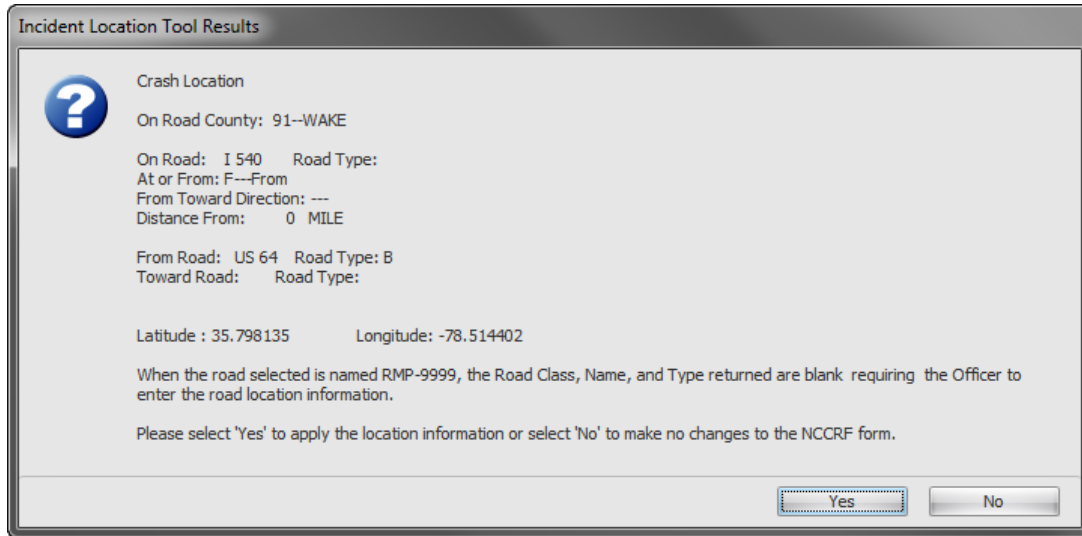 Incident Location Tool Results
Crash Location
On Road County: 91--WAKE
On Road: I 540 Road Type:
At or From: F---From
From Toward Direction: ---
Distance From: 0 MILE
From Road: US 64 Road Type: B
Toward Road: Road Type:
Latitude : 35.798135 Longitude: -78.514402
When the road selected is named RMP-9999, the Road Class, Name, and Type returned are blank requiring the Officer to
enter the road location information.
Please select 'Yes' to apply the location information or select 'No' to make no changes to the NCCRF form.
Yes No